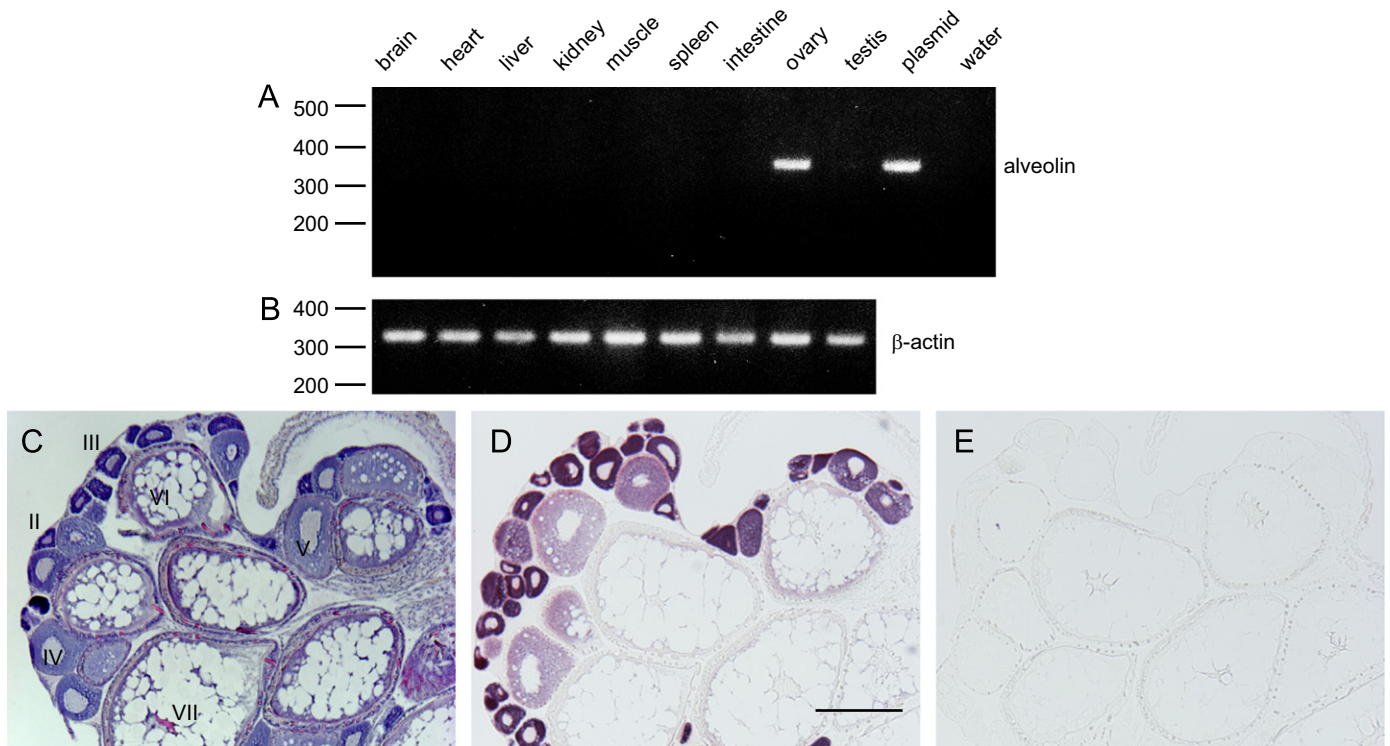 brain heart liver kidney muscle spleen intestine ovary testis plasmid water
A
500
400
300
200
alveolin
B
400
300
200
β-actin
C
III
VI
II
V
IV
VII
D
E